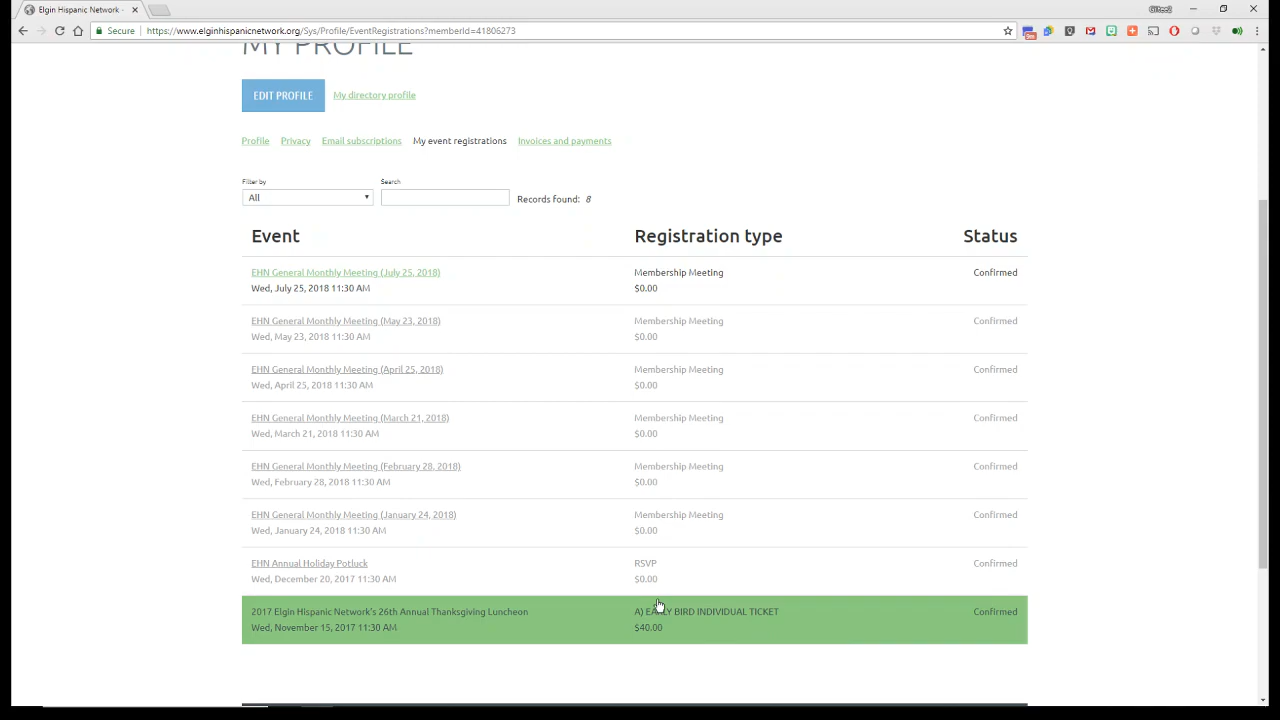 Elgin Hispanic Network -
Gilteo2
Secure
https://www.elginhispanicnetwork.org/Sys/Profile/EventRegistrations?memberId=41806273
MY PROFILE
EDIT PROFILE
My directory profile
Profile
Privacy
Email subscriptions
My event registrations
Invoices and payments
Filter by
Search
All
Records found: 8
Event
Registration type
Status
EHN General Monthly Meeting (July 25, 2018)
Membership Meeting
Confirmed
Wed, July 25, 2018 11:30 AM
$0.00
EHN General Monthly Meeting (May 23, 2018)
Membership Meeting
Confirmed
Wed, May 23, 2018 11:30 AM
$0.00
EHN General Monthly Meeting (April 25, 2018)
Membership Meeting
Confirmed
Wed, April 25, 2018 11:30 AM
$0.00
EHN General Monthly Meeting (March 21, 2018)
Membership Meeting
Confirmed
Wed, March 21, 2018 11:30 AM
$0.00
EHN General Monthly Meeting (February 28, 2018)
Membership Meeting
Confirmed
Wed, February 28, 2018 11:30 AM
$0.00
EHN General Monthly Meeting (January 24, 2018)
Membership Meeting
Confirmed
Wed, January 24, 2018 11:30 AM
$0.00
EHN Annual Holiday Potluck
RSVP
Confirmed
Wed, December 20, 2017 11:30 AM
$0.00
2017 Elgin Hispanic Network's 26th Annual Thanksgiving Luncheon
A) EARLY BIRD INDIVIDUAL TICKET
Confirmed
Wed, November 15, 2017 11:30 AM
$40.00